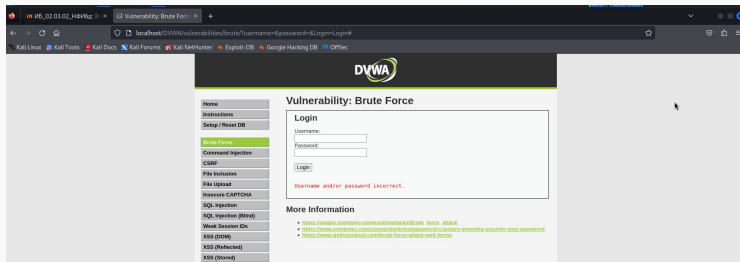 Vulnerability: Brute Force
localhost/DVWA/vulnerabilities/brute/?username=&password=&Login=Login#
Kali Linux Kali Tools Kali Docs Kali Forums Kali NetHunter Exploit-DB Google Hacking DB OffSec
DVWA
Home
Instructions
Setup / Reset DB
Brute Force
Command Injection
CSRF
File Inclusion
File Upload
Insecure CAPTCHA
SQL Injection
SQL Injection (Blind)
Weak Session IDs
XSS (DOM)
XSS (Reflected)
XSS (Stored)
Vulnerability: Brute Force
Login
Username:
Password:
Login
Username and/or password incorrect.
More Information